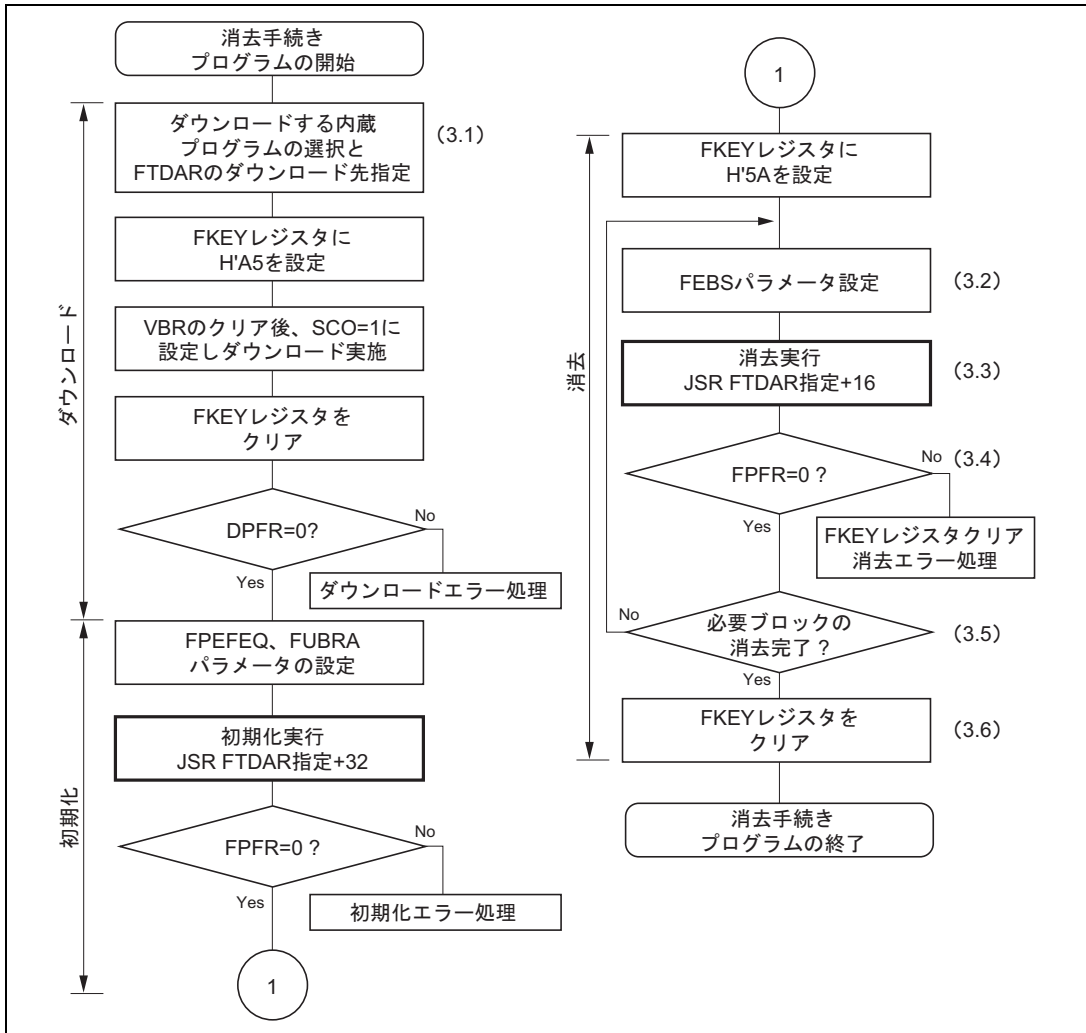 消去手続き
プログラムの開始
ダウンロード
ダウンロードする内蔵
プログラムの選択と
FTDARのダウンロード先指定
(3.1)
FKEYレジスタに
H'A5を設定
VBRのクリア後、SCO=1に
設定しダウンロード実施
FKEYレジスタを
クリア
DPFR=0?
No
Yes
ダウンロードエラー処理
初期化
FPEFEQ、FUBRA
パラメータの設定
初期化実行
JSR FTDAR指定+32
FPFR=0？
No
Yes
初期化エラー処理
1
1
消去
FKEYレジスタに
H'5Aを設定
FEBSパラメータ設定
(3.2)
消去実行
JSR FTDAR指定+16
(3.3)
FPFR=0？
No
(3.4)
Yes
FKEYレジスタクリア
消去エラー処理
必要ブロックの
消去完了？
No
(3.5)
Yes
FKEYレジスタを
クリア
(3.6)
消去手続き
プログラムの終了